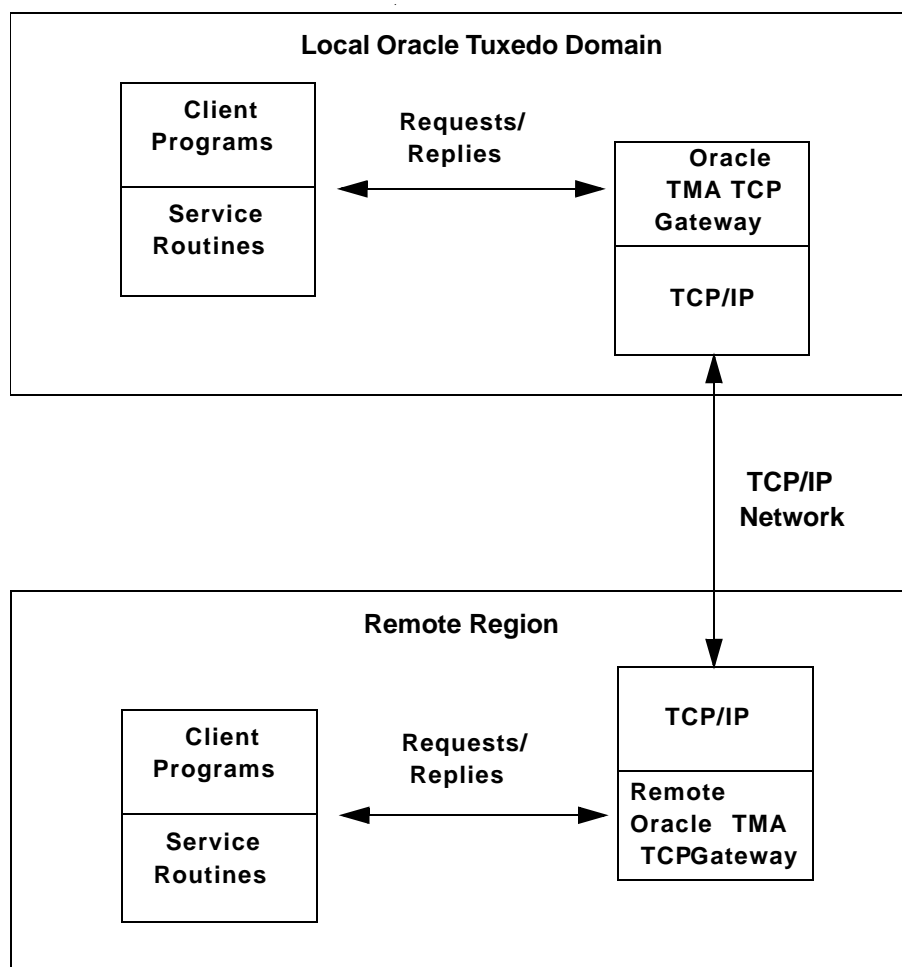 Local Oracle Tuxedo Domain
Client
Programs
Service
Routines
Requests/
Replies
Oracle
TMA TCP
Gateway
TCP/IP
TCP/IP
Network
Remote Region
Client
Programs
Service
Routines
Requests/
Replies
TCP/IP
Remote
Oracle TMA
TCPGateway